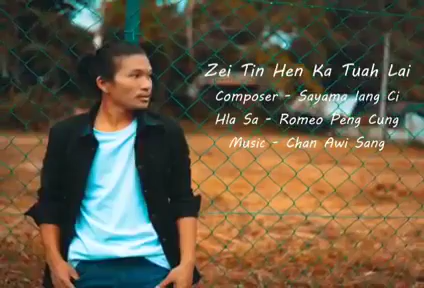 Zei Tin Hen Ka Tuah Lai
Composer - Sayama Iang Ci
Hla Sa - Romeo Peng Cung
Music - Chan Awi Sang